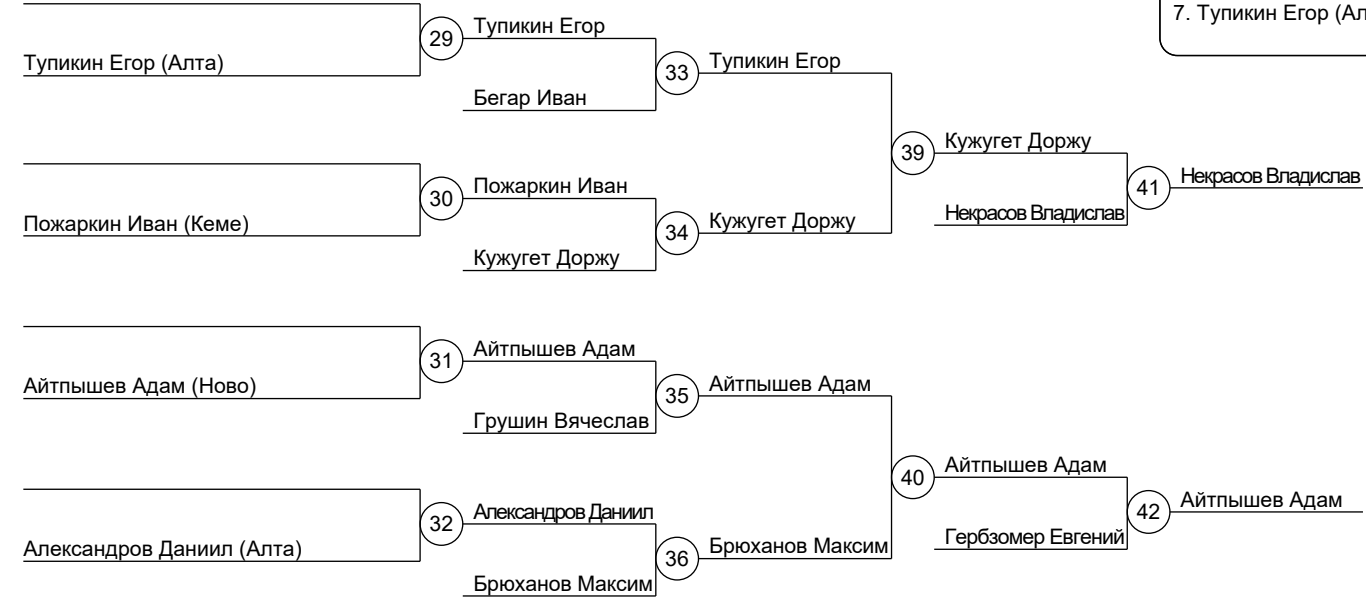 7. Тупикин Егор (Ал
29
Тупикин Егор
Тупикин Егор (Алта)
33
Тупикин Егор
Бегар Иван
39
Кужугет Доржу
30
Пожаркин Иван
41
Некрасов Владислав
Пожаркин Иван (Кеме)
34
Кужугет Доржу
Некрасов Владислав
Кужугет Доржу
31
Айтпышев Адам
Айтпышев Адам (Ново)
35
Айтпышев Адам
Грушин Вячеслав
40
Айтпышев Адам
32
Александров Даниил
42
Айтпышев Адам
Александров Даниил (Алта)
36
Брюханов Максим
Гербзомер Евгений
Брюханов Максим